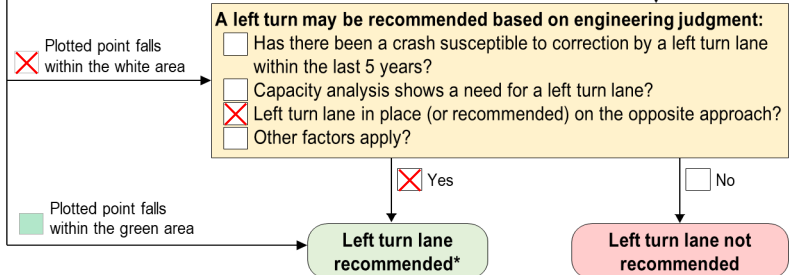 A left turn may be recommended based on engineering judgment:
Plotted point falls
within the white area
Has there been a crash susceptible to correction by a left turn lane
within the last 5 years?
Capacity analysis shows a need for a left turn lane?
Left turn lane in place (or recommended) on the opposite approach?
Other factors apply?
Yes
No
Plotted point falls
within the green area
Left turn lane
recommended*
Left turn lane not
recommended